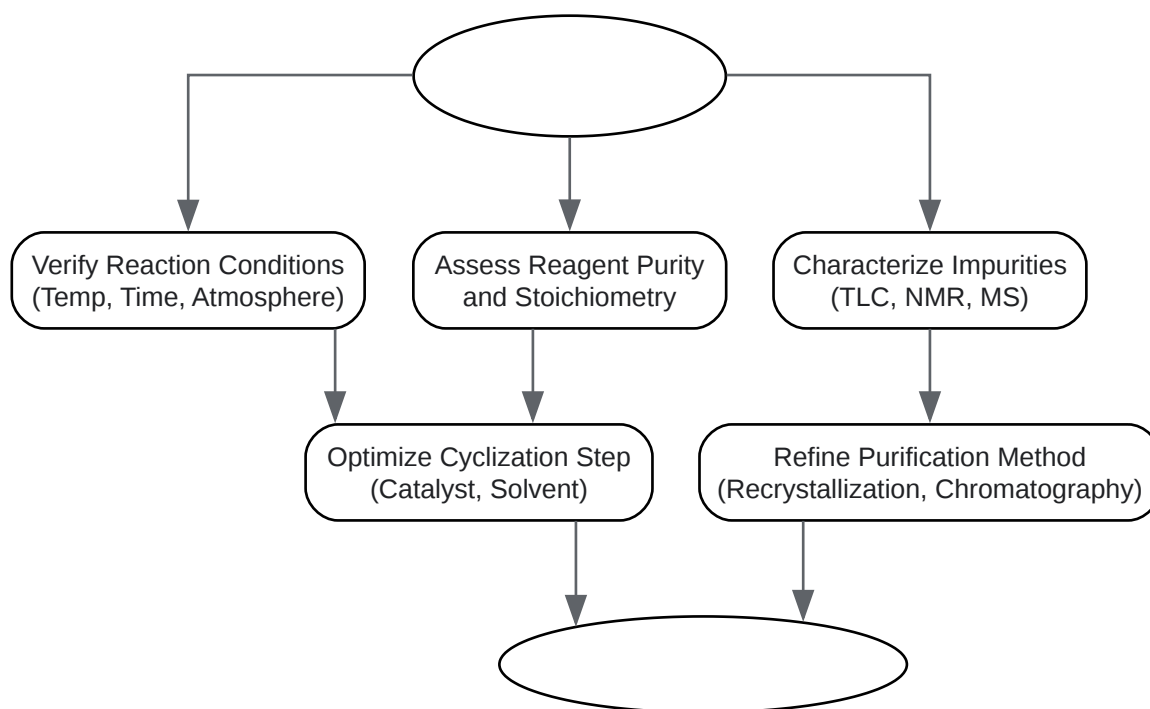 Verify Reaction Conditions
(Temp, Time, Atmosphere)
Assess Reagent Purity
and Stoichiometry
Characterize Impurities
(TLC, NMR, MS)
Optimize Cyclization Step
(Catalyst, Solvent)
Refine Purification Method
(Recrystallization, Chromatography)